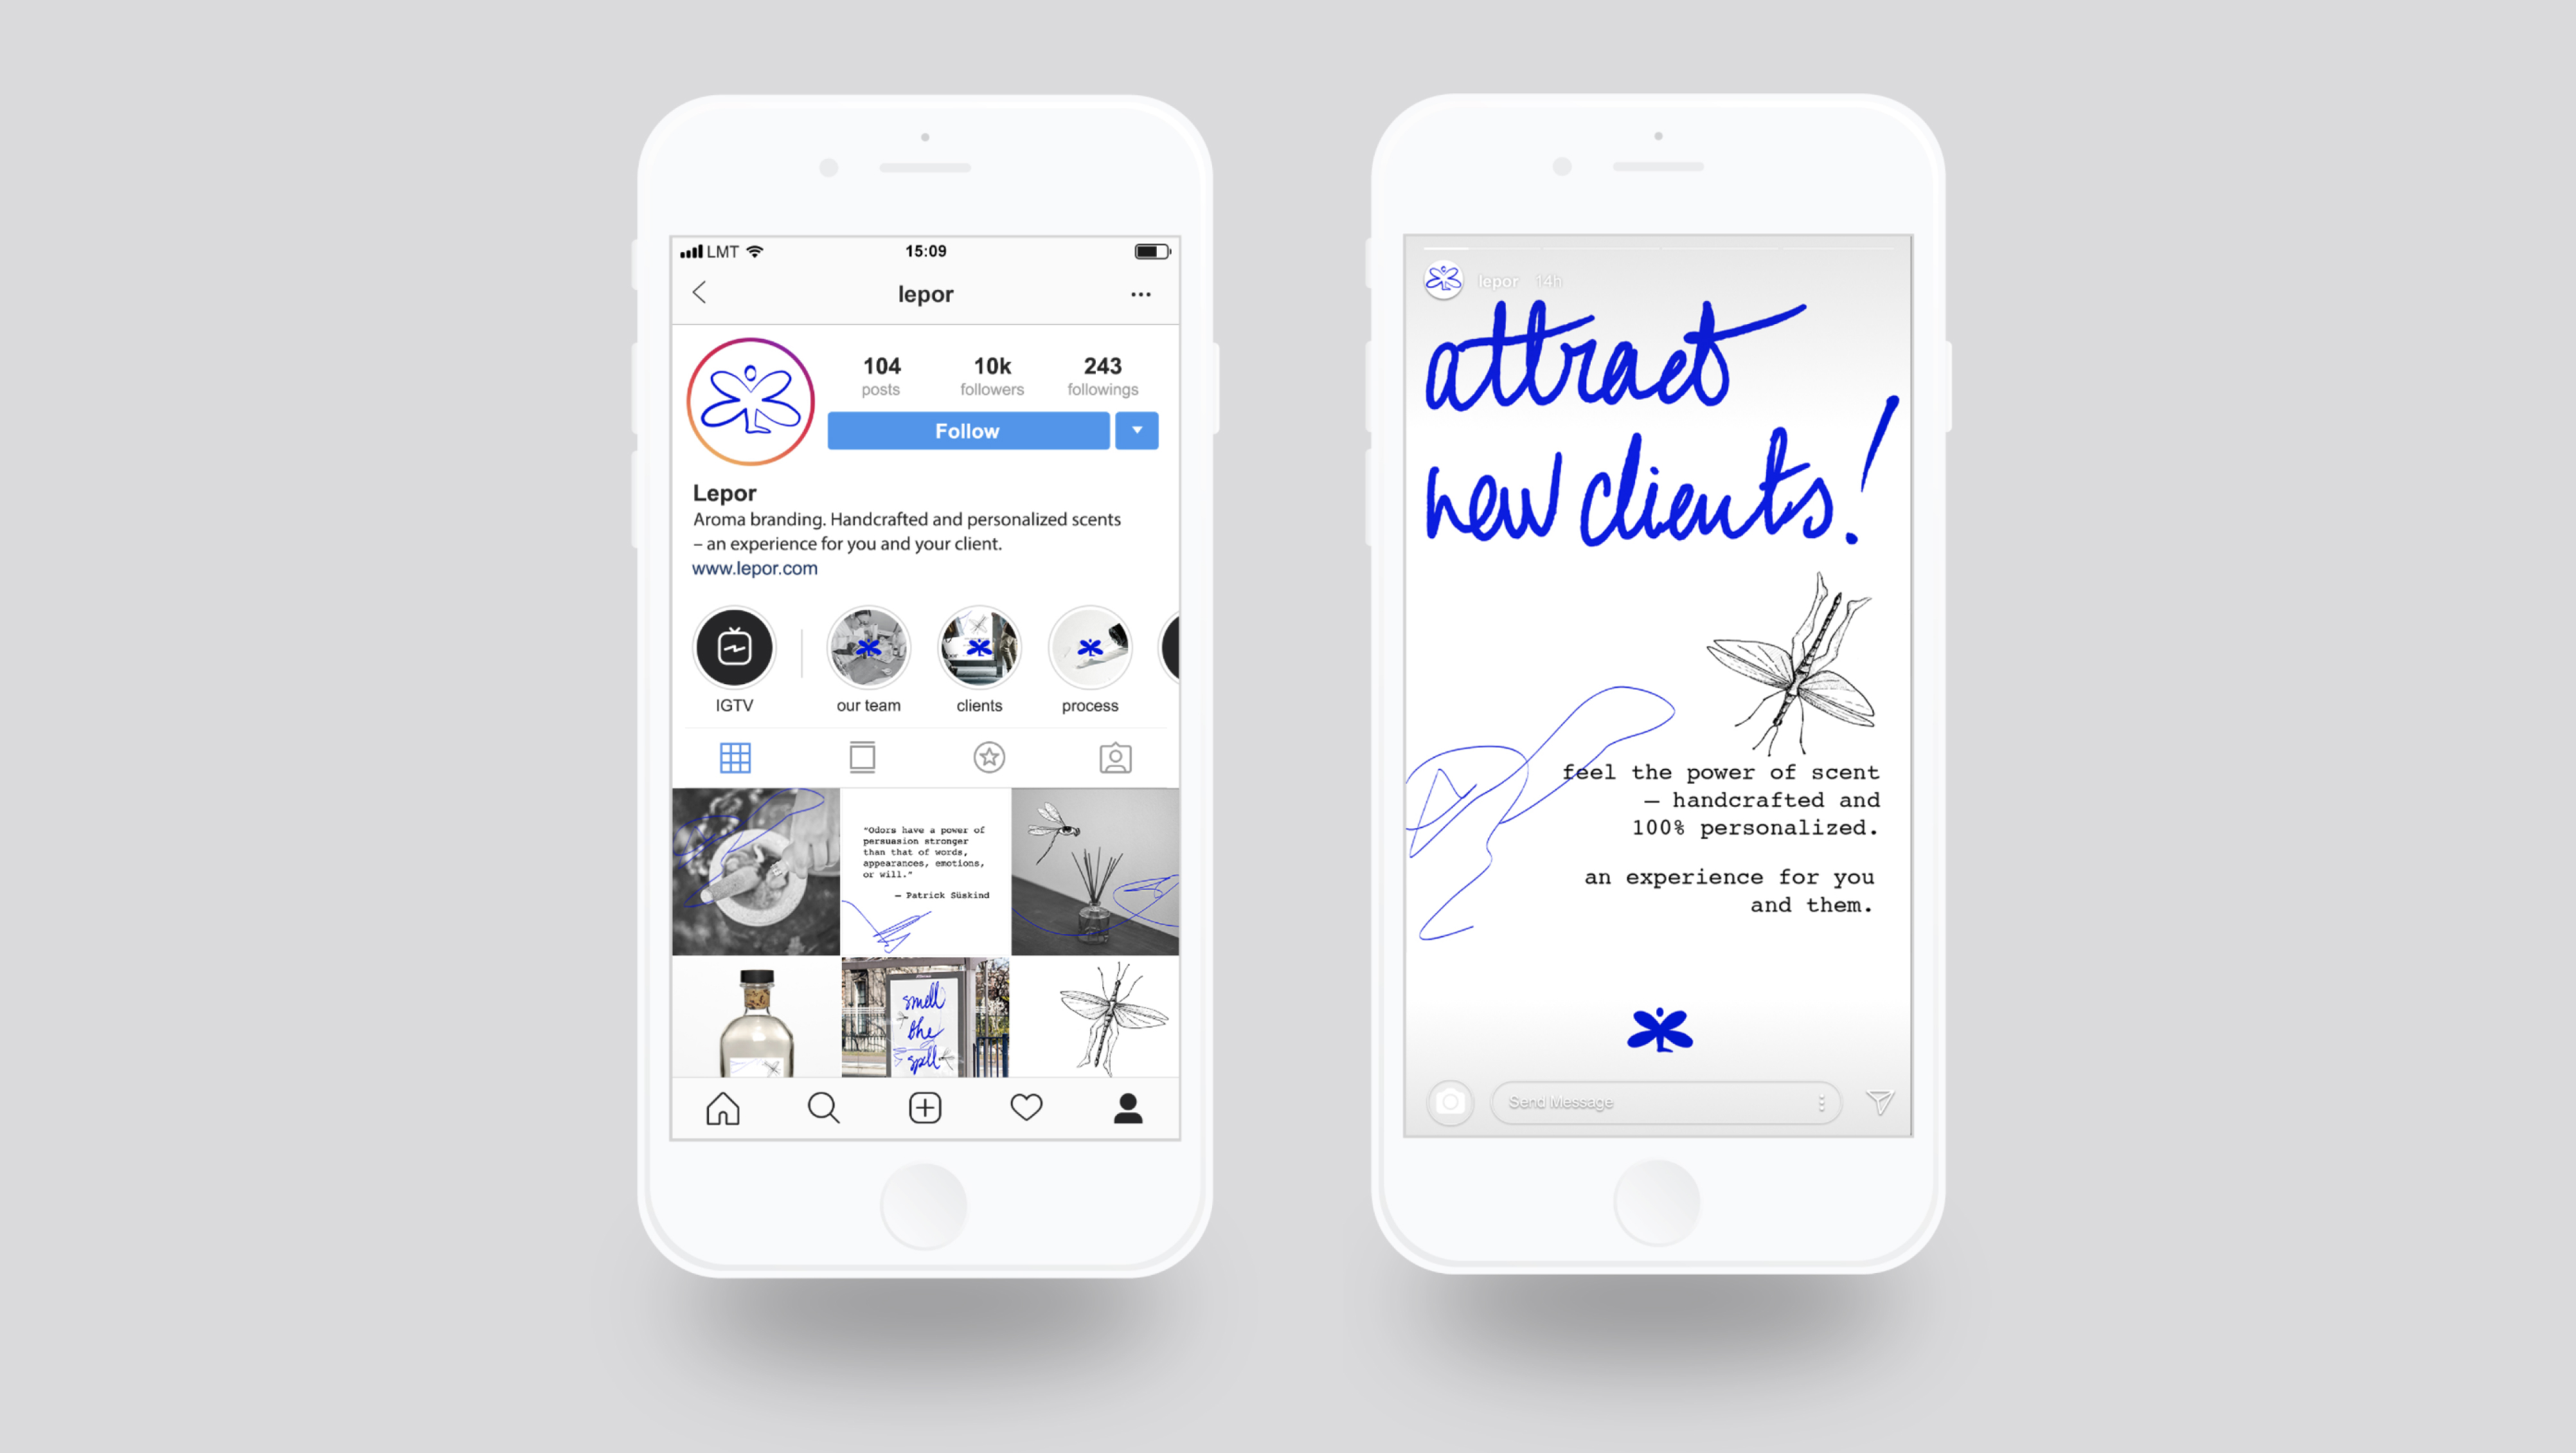 LMT 15:09
lepor
104 10k 243
posts followers followings
Follow
Lepor
Aroma branding. Handcrafted and personalized scents
– an experience for you and your client.
www.lepor.com
IGTV our team clients process
“Odors have a power of
persuasion stronger
than that of words,
appearances, emotions,
or will.”
— Patrick Süskind
smell
the
spell
lepor 14h
attract
new clients!
feel the power of scent
— handcrafted and
100% personalized.
an experience for you
and them.
Send Message